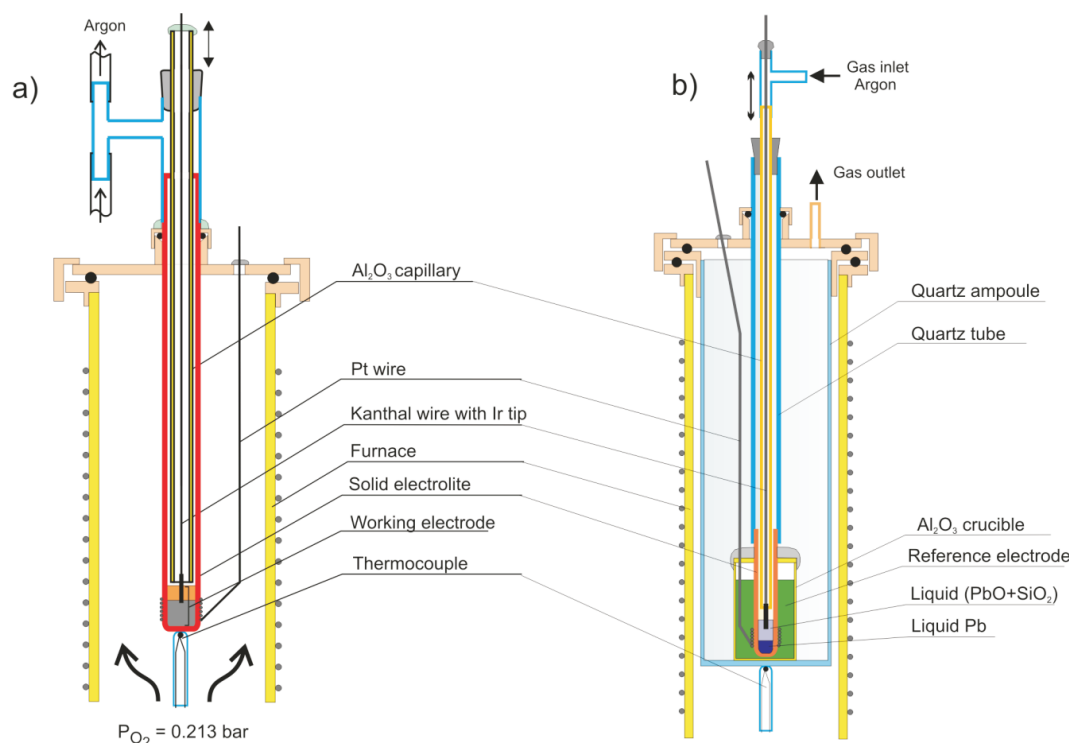 Argon
a)
b)
Gas inlet
Argon
Gas outlet
Al₂O₃ capillary
Quartz ampoule
Quartz tube
Pt wire
Kanthal wire with Ir tip
Furnace
Solid electrolite
Working electrode
Thermocouple
Al₂O₃ crucible
Reference electrode
Liquid (PbO+SiO₂)
Liquid Pb
P_O₂ = 0.213 bar